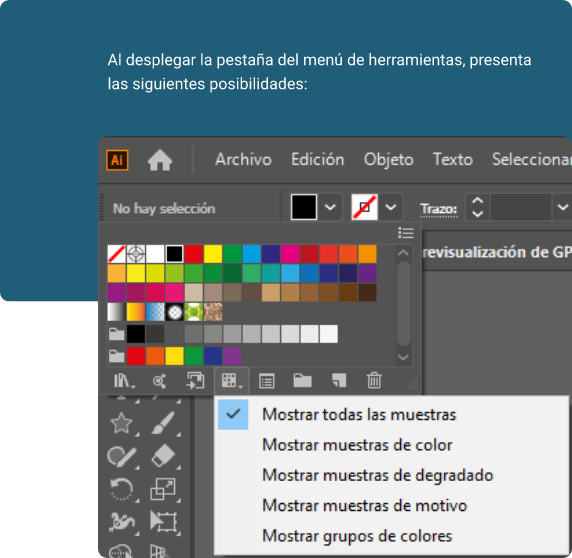 Al desplegar la pestaña del menú de herramientas, presenta
las siguientes posibilidades:
Ai Archivo Edición Objeto Texto Seleccionar
No hay selección Trazo:
revisualización de GP
Mostrar todas las muestras
Mostrar muestras de color
Mostrar muestras de degradado
Mostrar muestras de motivo
Mostrar grupos de colores